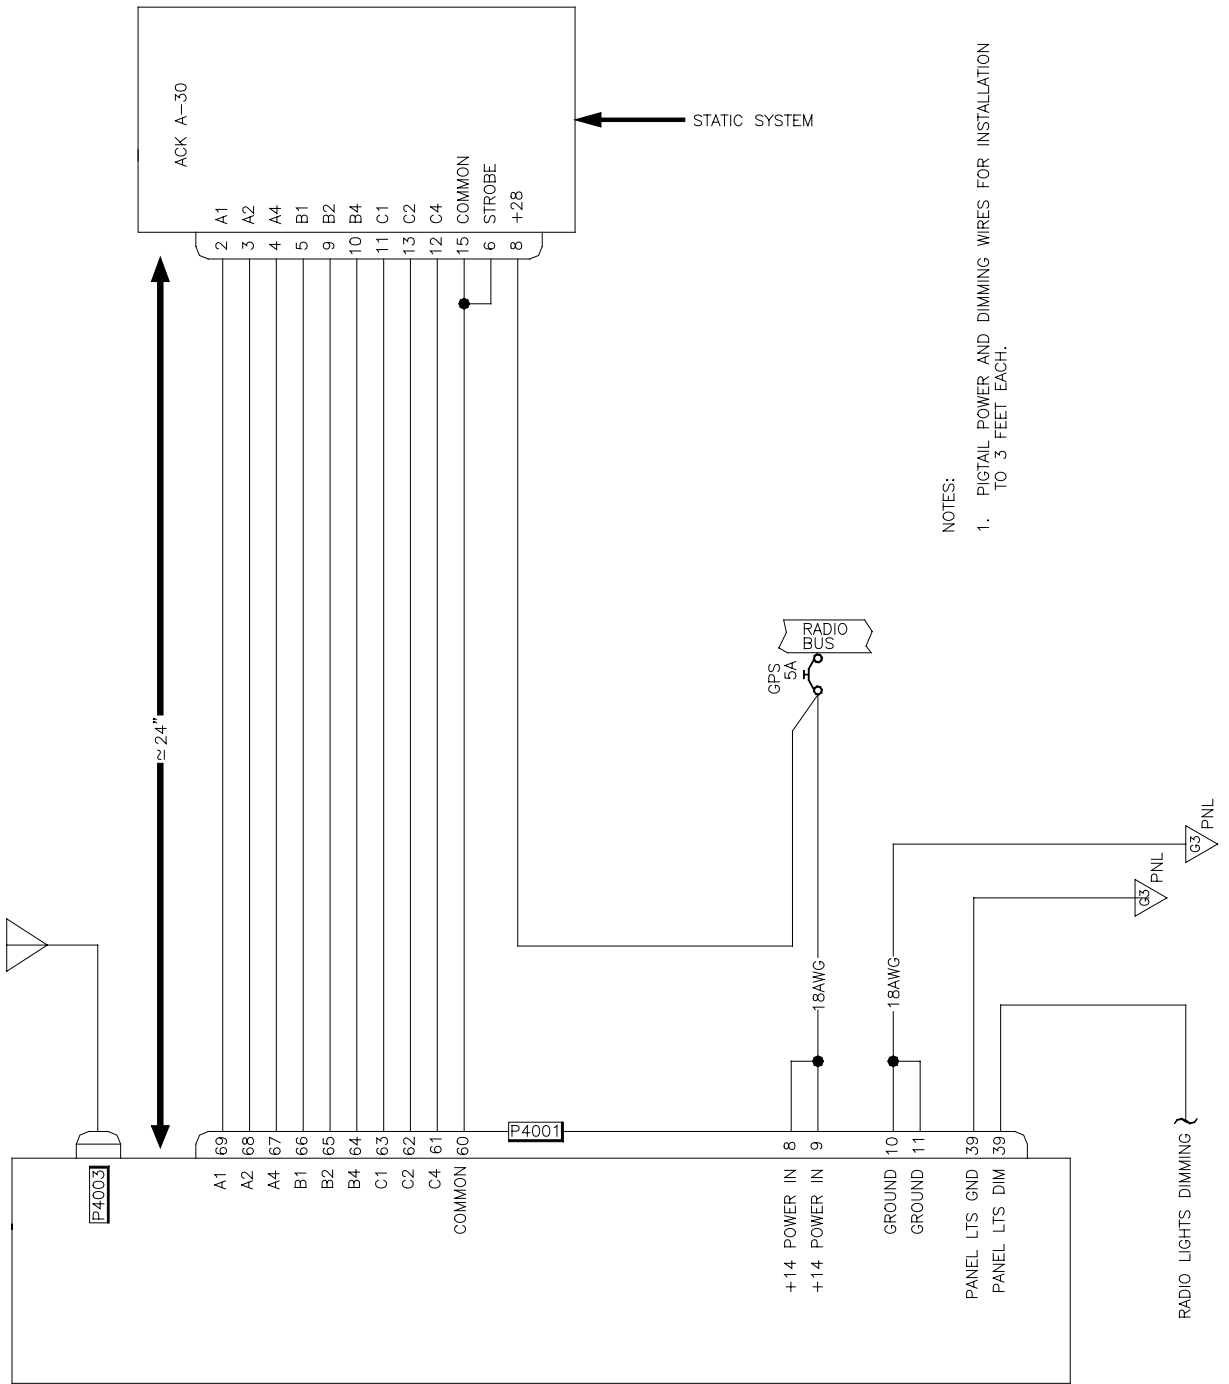 ACK A-30
STATIC SYSTEM
2 A1
3 A2
4 A4
5 B1
9 B2
10 B4
11 C1
13 C2
12 C4
15 COMMON
6 STROBE
8 +28
≃24"
NOTES:
1. PIGTAIL POWER AND DIMMING WIRES FOR INSTALLATION
TO 3 FEET EACH.
RADIO
BUS
GPS
5A
P4003
P4001
A1 69
A2 68
A4 67
B1 66
B2 65
B4 64
C1 63
C2 62
C4 61
COMMON 60
+14 POWER IN 8
+14 POWER IN 9
18AWG
GROUND 10
GROUND 11
18AWG
PANEL LTS GND 39
PANEL LTS DIM 39
G3 PNL
G3 PNL
RADIO LIGHTS DIMMING